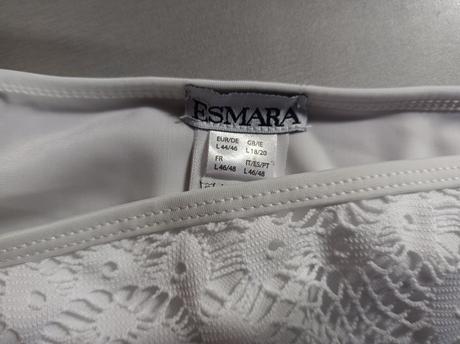 ESMARA
EUR/DE GB/IE
L 44/46 L 18/20
FR IT/ES/PT
L 46/48 L 46/48